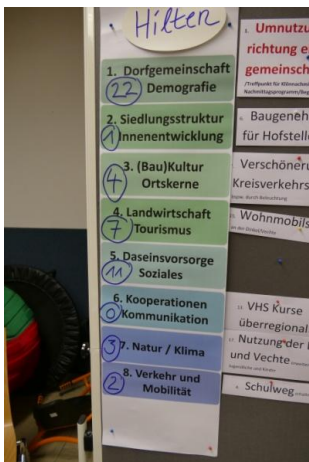 Hilten
1. Dorfgemeinschaft
22 Demografie
2. Siedlungsstruktur
1 Innenentwicklung
3. (Bau)Kultur
4 Ortskerne
4. Landwirtschaft
7 Tourismus
5. Daseinsvorsorge
11 Soziales
6. Kooperationen
0 Kommunikation
3 7. Natur / Klima
8. Verkehr und
2 Mobilität
Umnutzu
richtung e
gemeinsch
Baugeneh
für Hofstelle
Verschöneru
Kreisverkehrs
Wohnmobils
VHS Kurse
überregional
Nutzung der
und Vechte
Schulweg